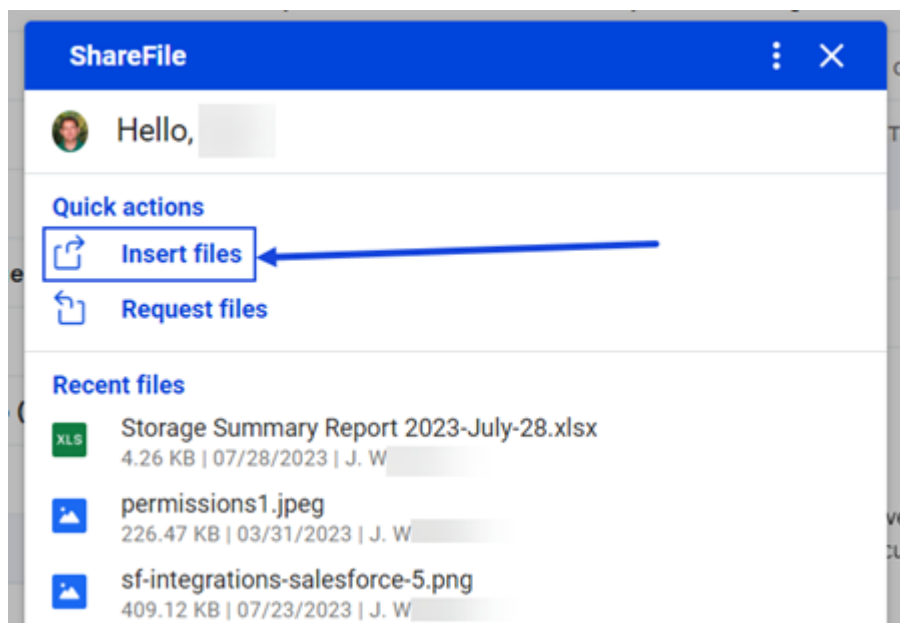 ShareFile
Hello,
Quick actions
Insert files
Request files
Recent files
XLS
Storage Summary Report 2023-July-28.xlsx
4.26 KB | 07/28/2023 | J. W
permissions1.jpeg
226.47 KB | 03/31/2023 | J. W
sf-integrations-salesforce-5.png
409.12 KB | 07/23/2023 | J. W